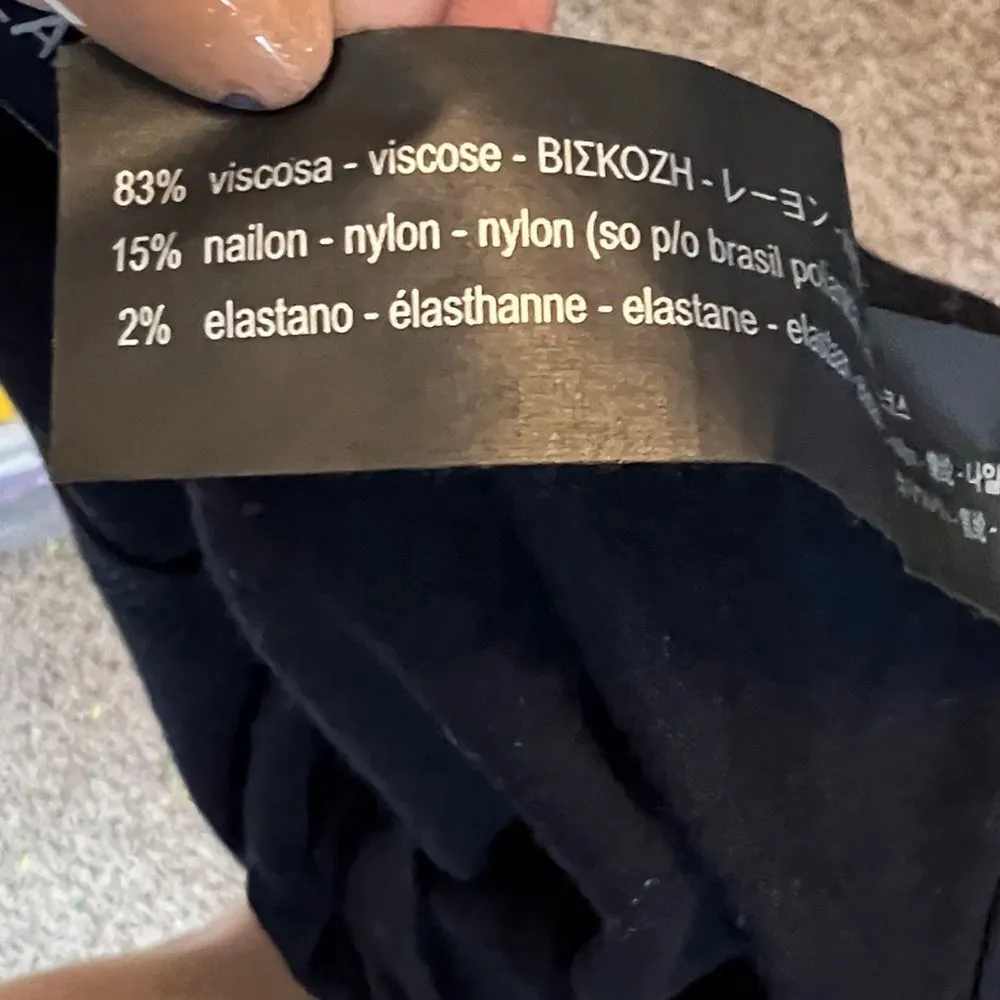 83% viscosa - viscose - ΒΙΣΚΟΖΗ - レーヨン
15% nailon - nylon - nylon (so p/o brasil
2% elastano - élasthanne - elastane -